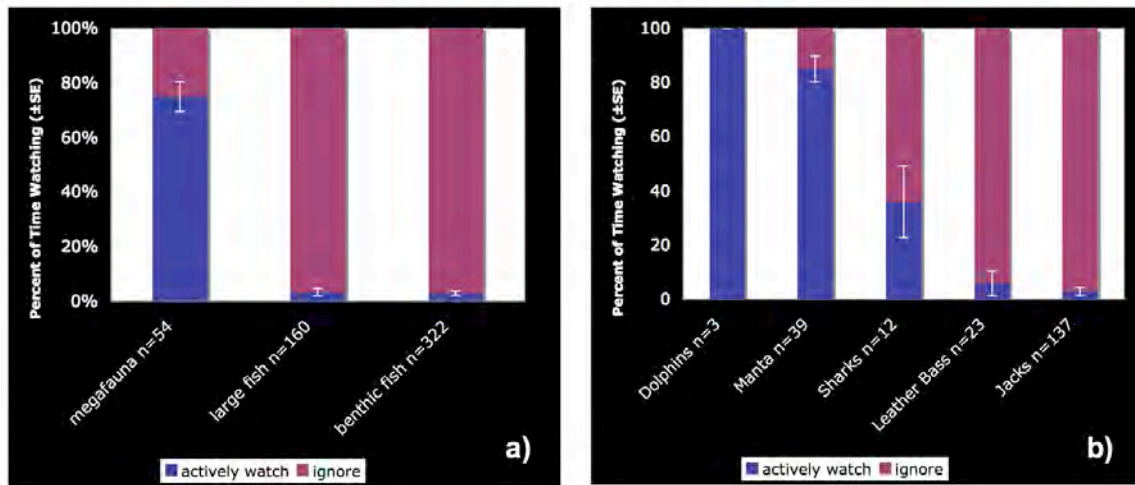 Percent of Time Watching (±SE)
100%
80%
60%
40%
20%
0%
megafauna n=54
large fish n=160
benthic fish n=322
a)
actively watch ignore
Percent of Time Watching (±SE)
100
80
60
40
20
0
Dolphins n=3
Manta n=39
Sharks n=12
Leather Bass n=23
Jacks n=137
b)
actively watch ignore